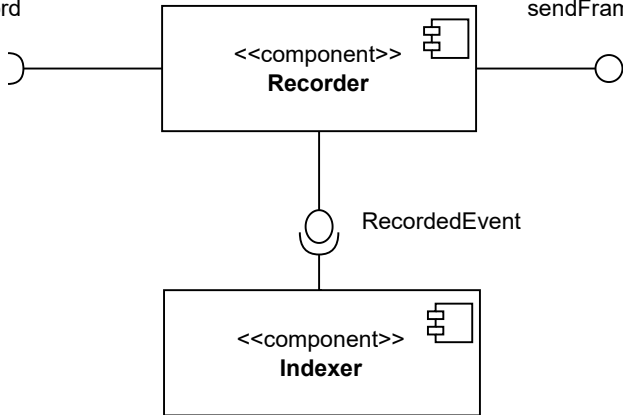 rd
sendFram
<<component>>
Recorder
RecordedEvent
<<component>>
Indexer